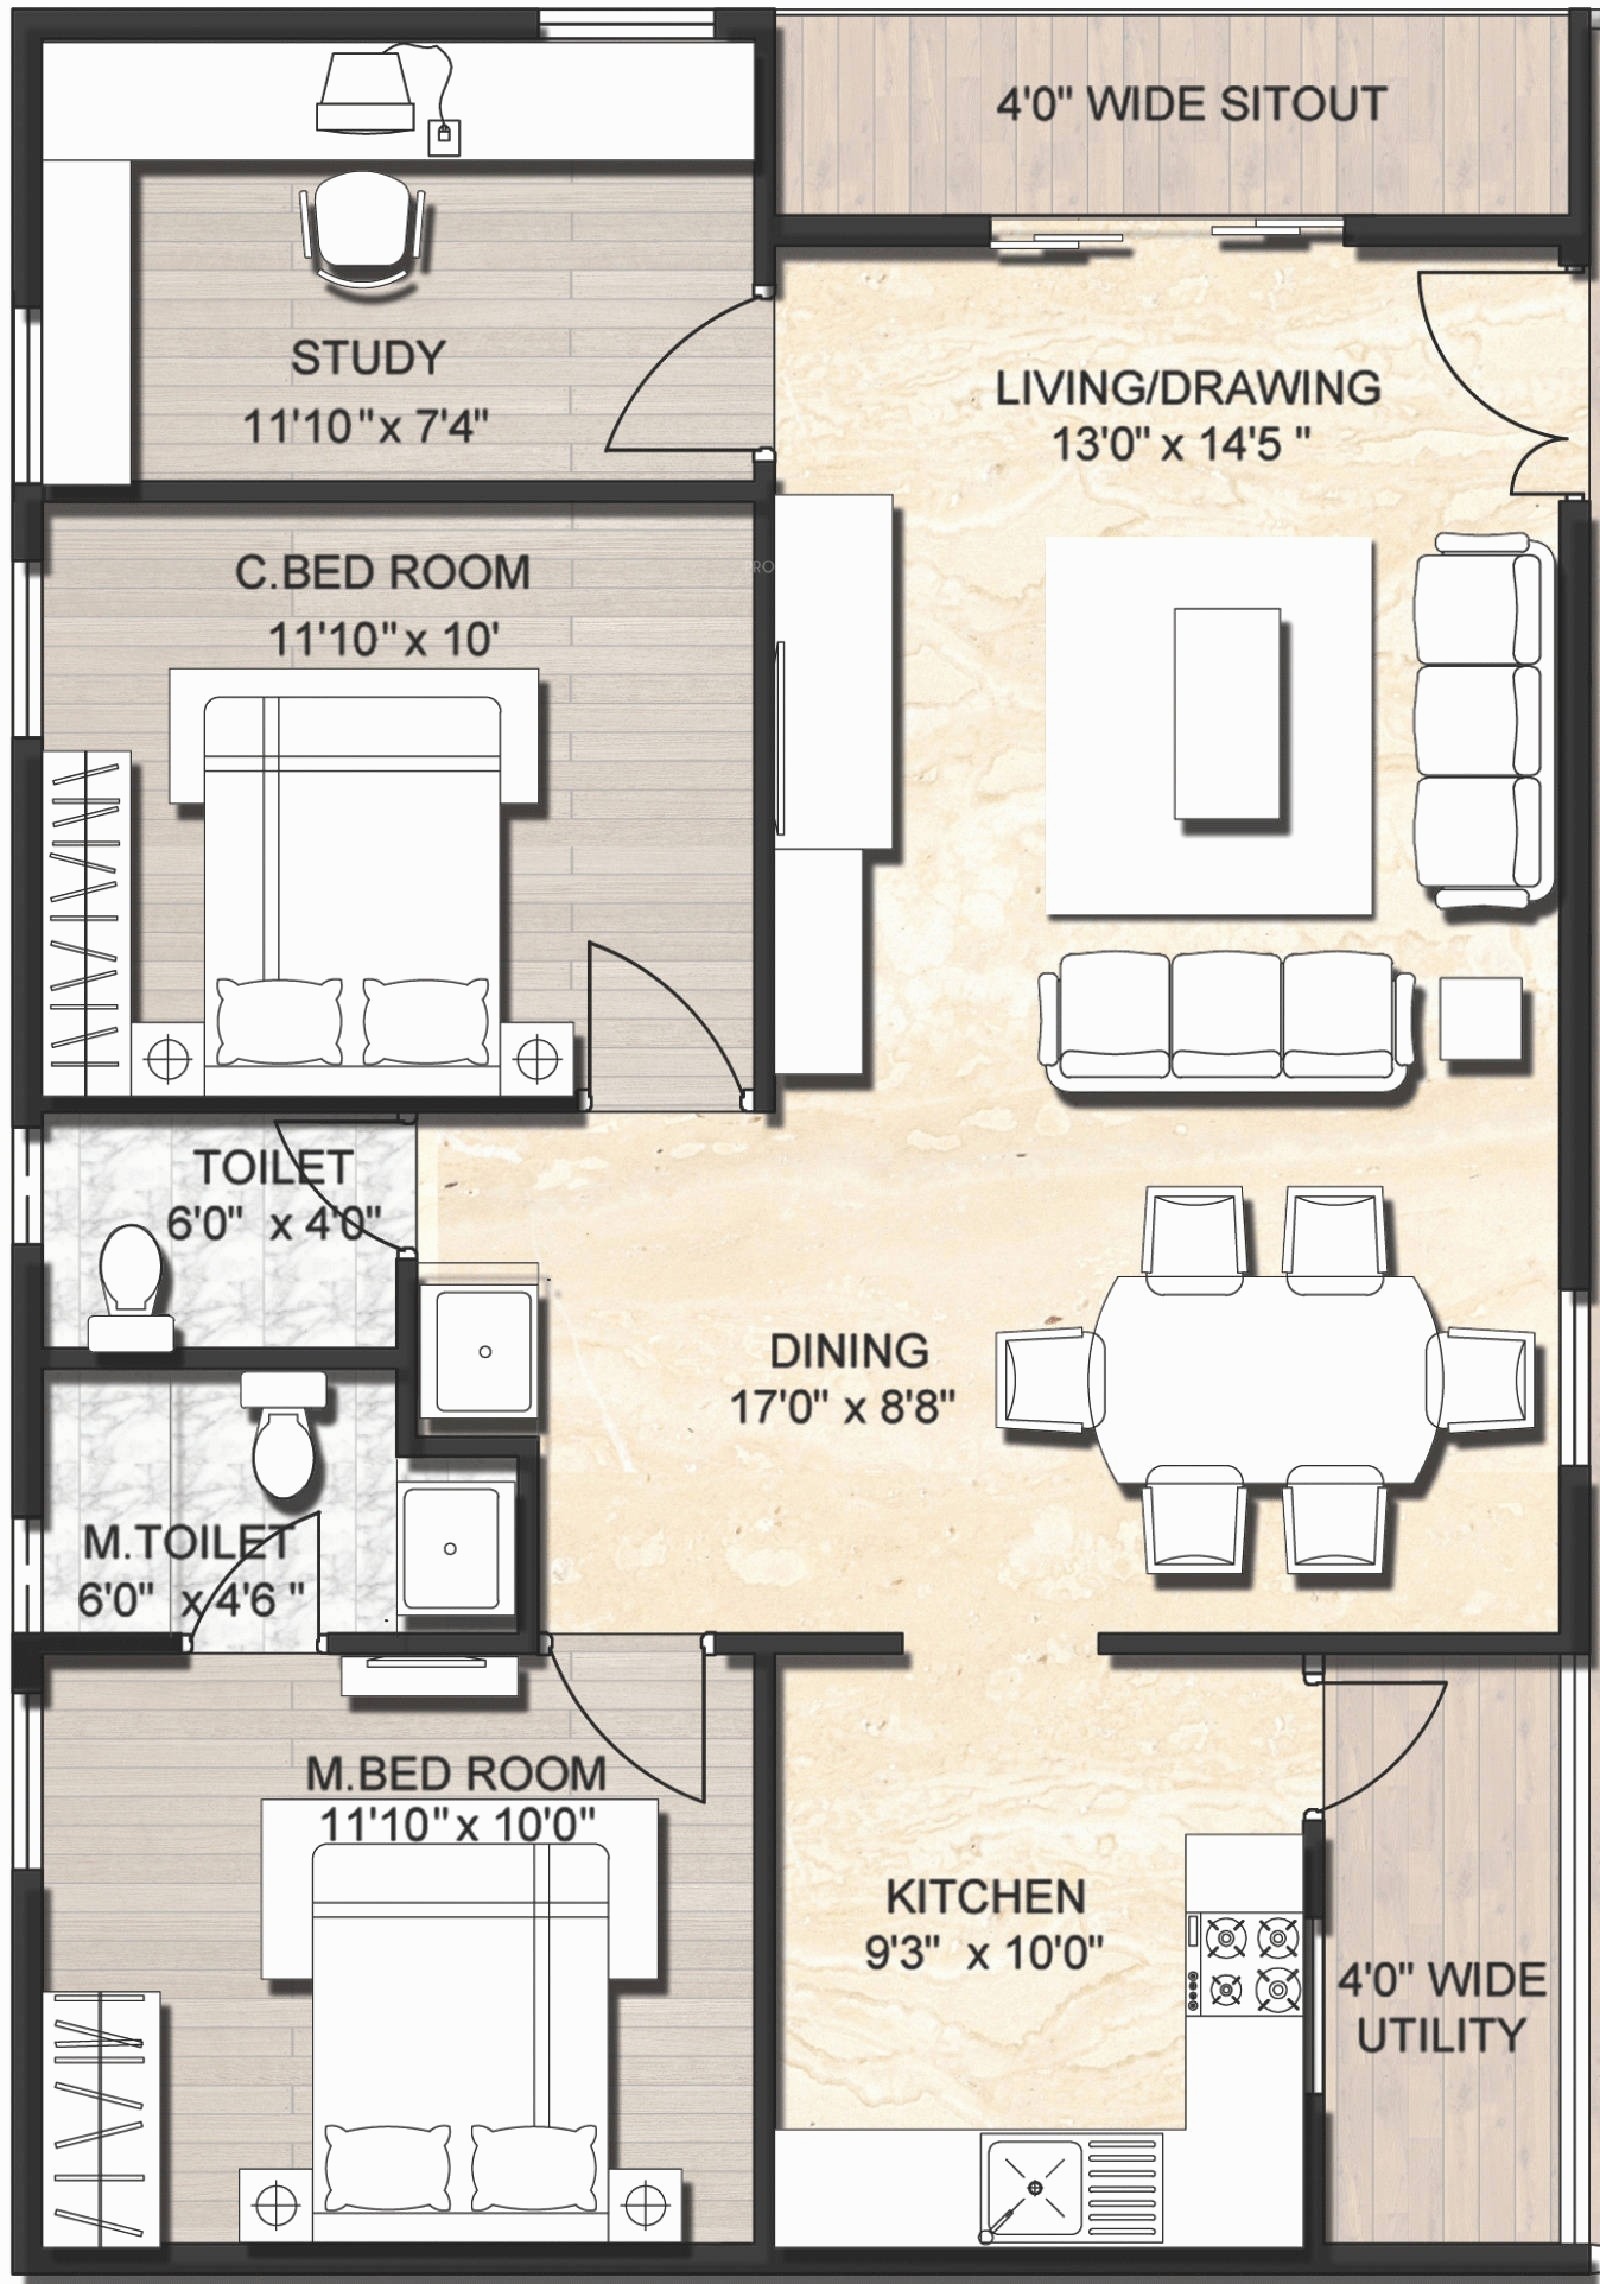 4'0" WIDE SITOUT
STUDY
11'10" x 7'4"
LIVING/DRAWING
13'0" x 14'5 "
C.BED ROOM
11'10" x 10'
TOILET
6'0" x 4'0"
DINING
17'0" x 8'8"
M.TOILET
6'0" x 4'6 "
M.BED ROOM
11'10" x 10'0"
KITCHEN
9'3" x 10'0"
4'0" WIDE
UTILITY